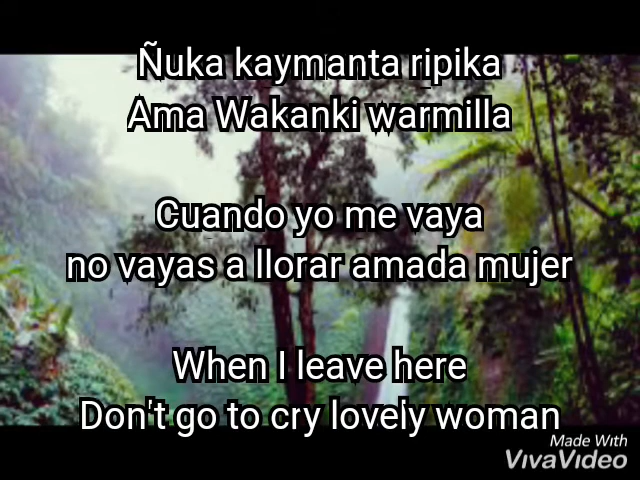 Ñuka kaymanta ripika
Ama Wakanki warmilla
Cuando yo me vaya
no vayas a llorar amada mujer
When I leave here
Don't go to cry lovely woman
Made With
VivaVideo